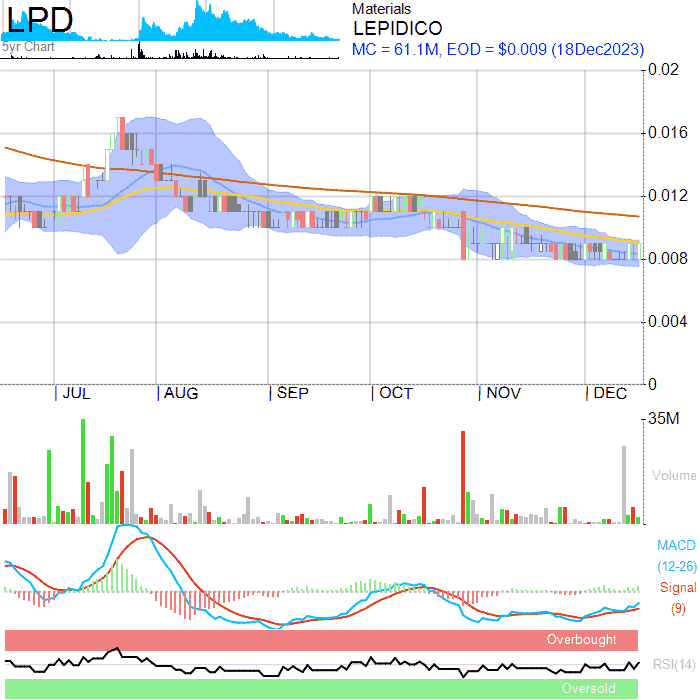 LPD
5yr Chart
Materials
LEPIDICO
MC = 61.1M, EOD = $0.009 (18Dec2023)
0.02
0.016
0.012
0.008
0.004
0
JUL AUG SEP OCT NOV DEC
35M
Volume
MACD
(12-26)
Signal
(9)
Overbought
RSI(14)
Oversold